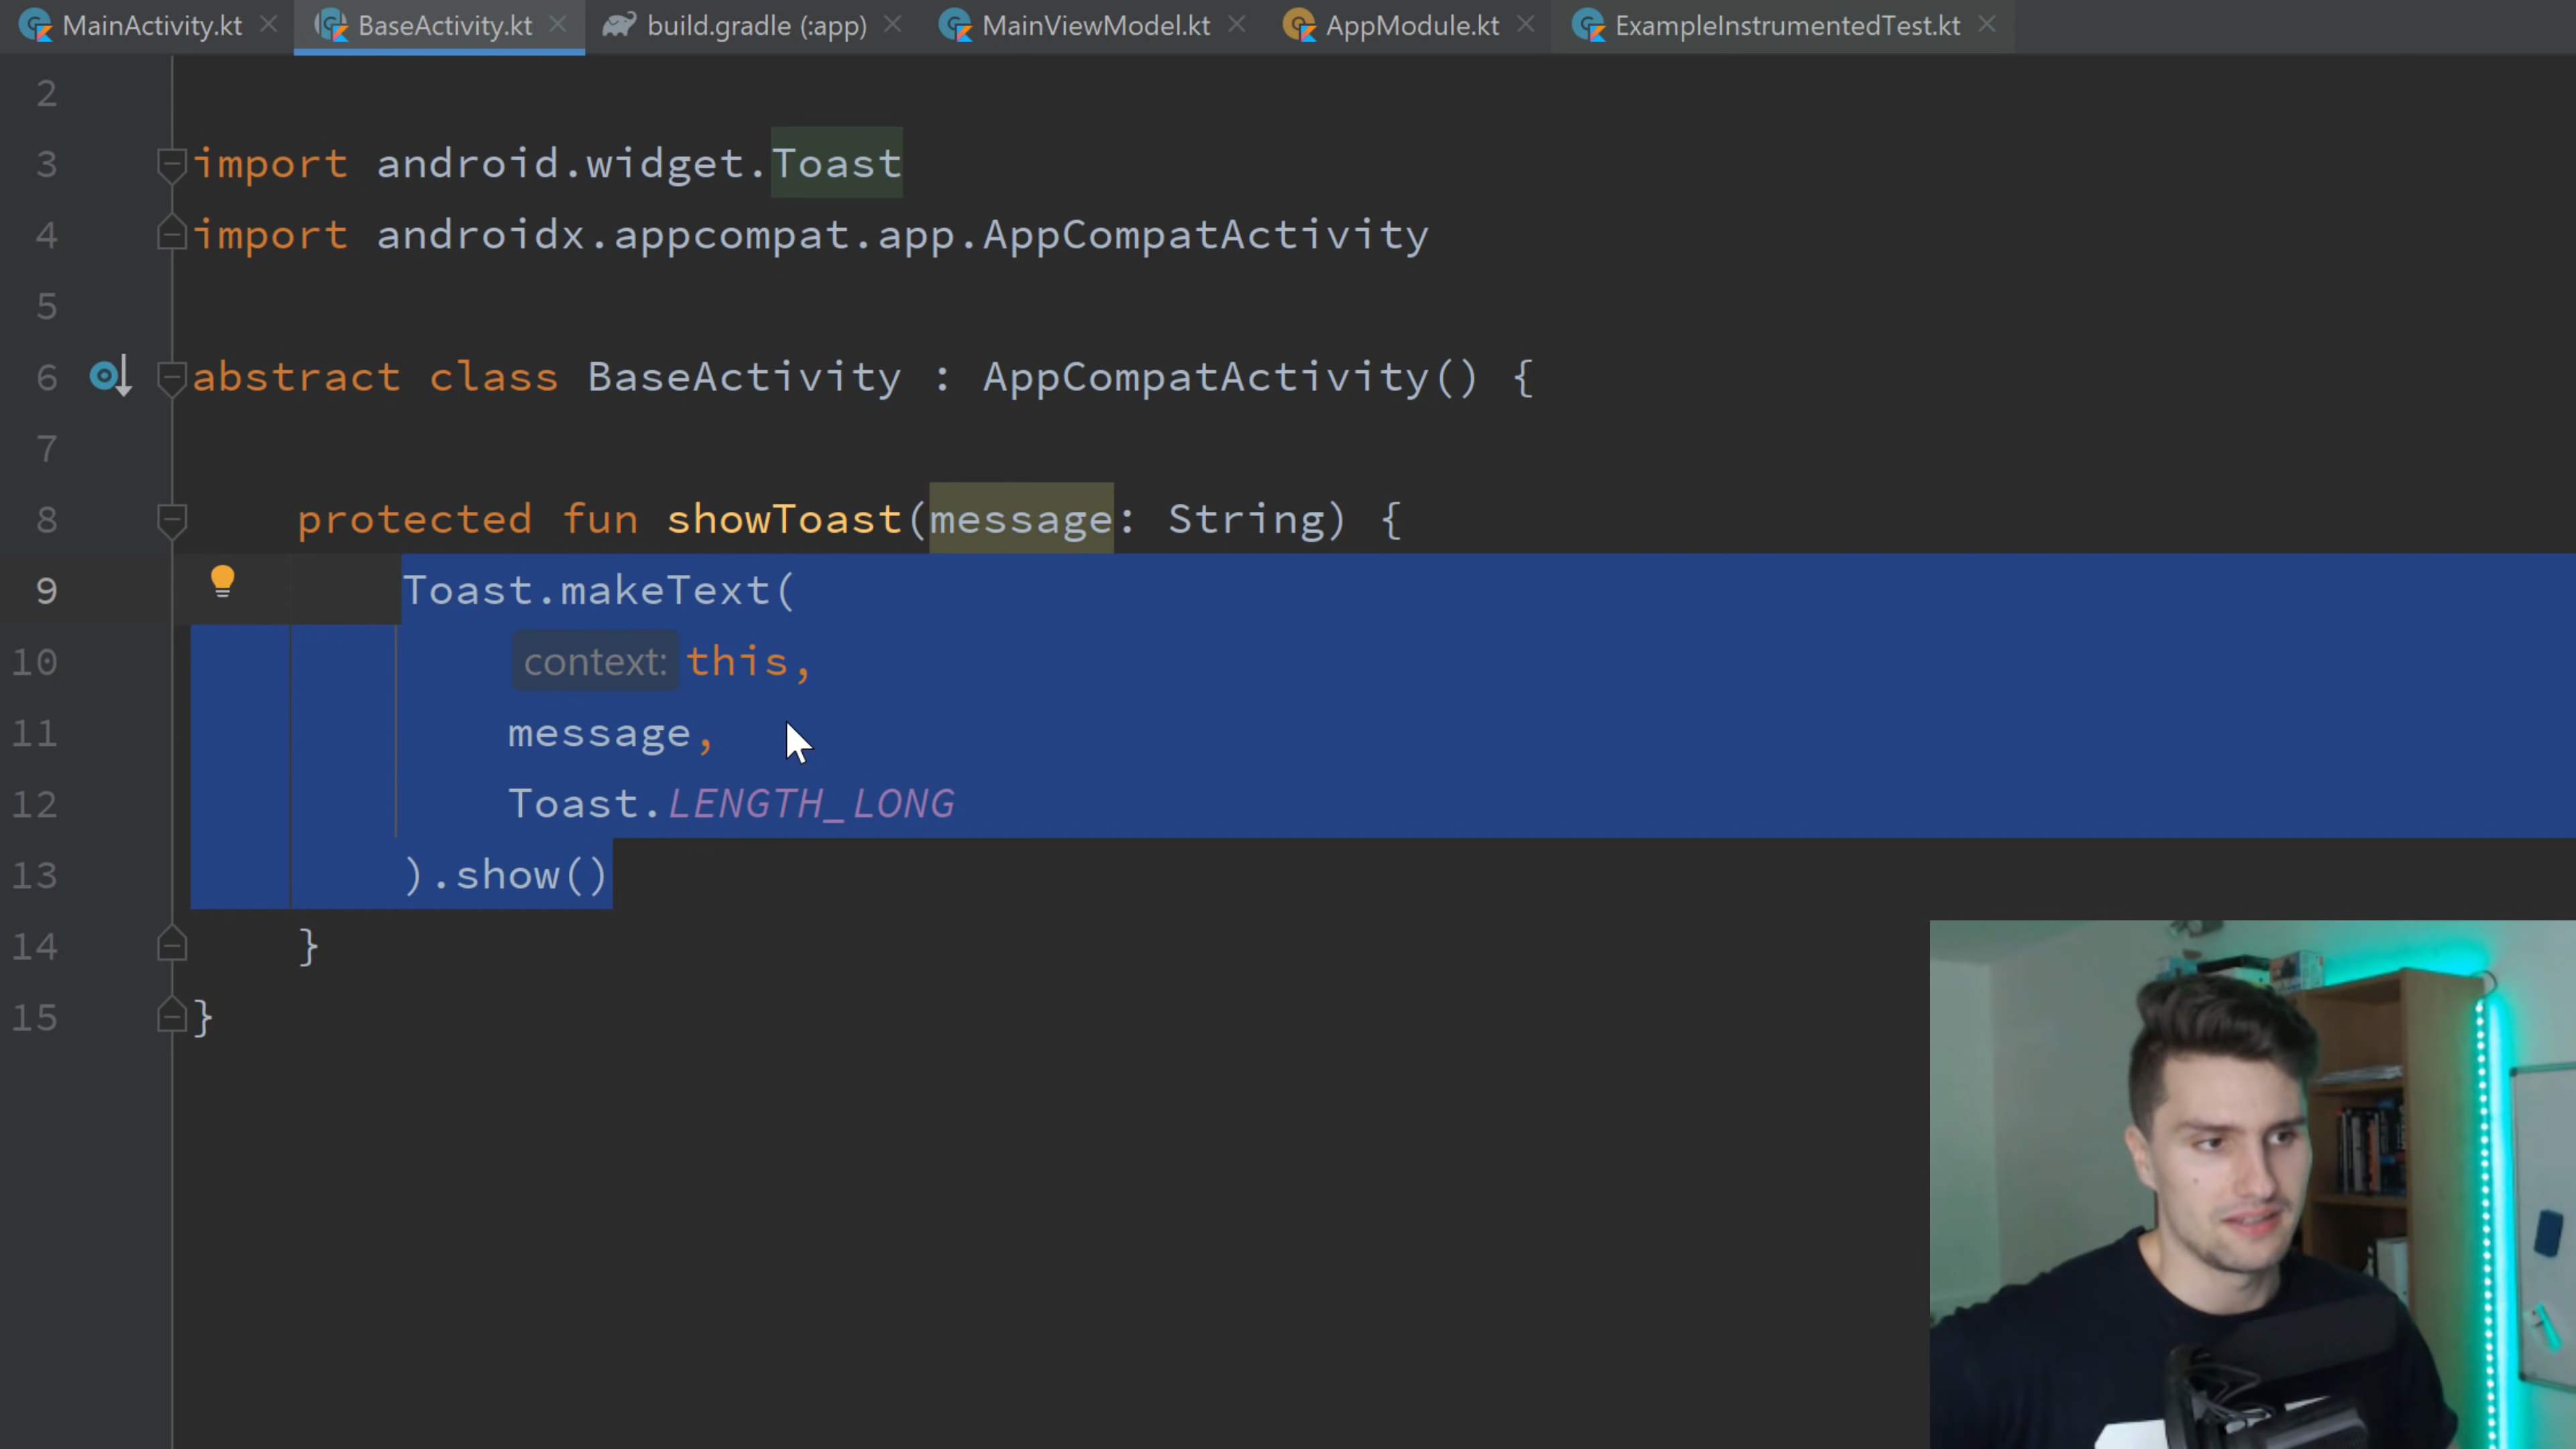 MainActivity.kt BaseActivity.kt build.gradle (:app) MainViewModel.kt AppModule.kt ExampleInstrumentedTest.kt
2
3 import android.widget.Toast
4 import androidx.appcompat.app.AppCompatActivity
5
6 abstract class BaseActivity : AppCompatActivity() {
7
8 protected fun showToast(message: String) {
9 Toast.makeText(
10 context: this,
11 message,
12 Toast.LENGTH_LONG
13 ).show()
14 }
15 }